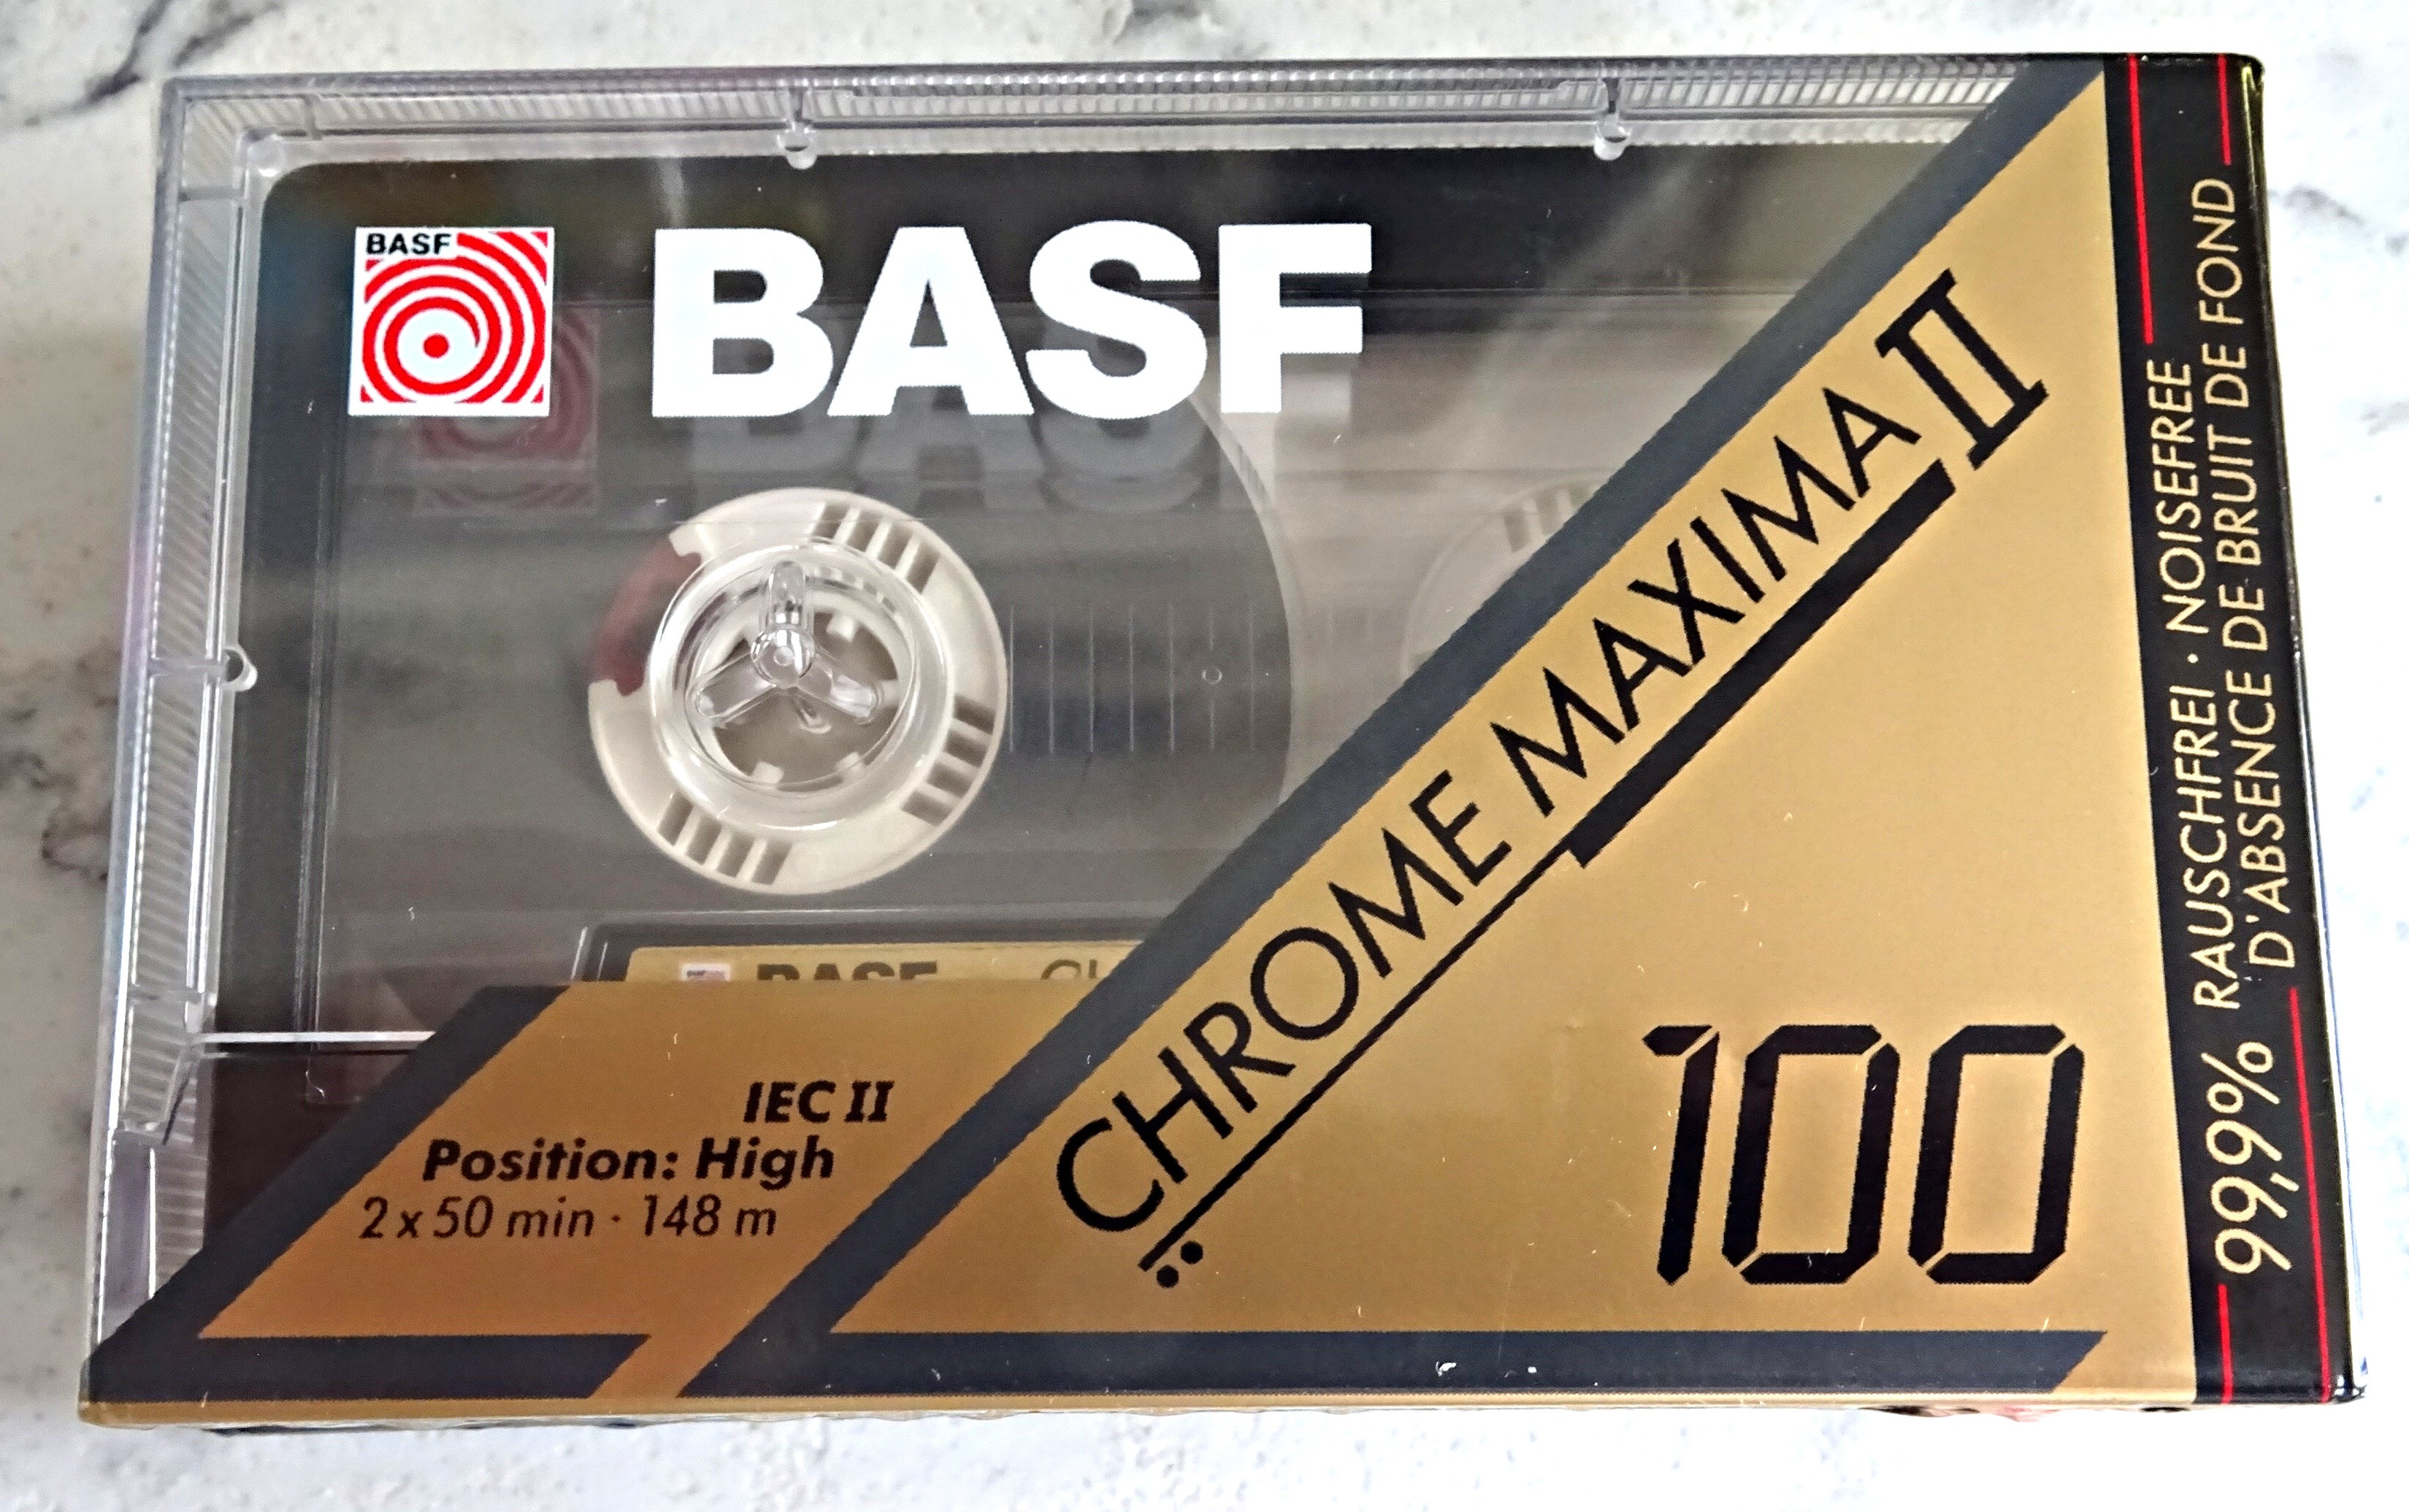 BASF
BASF
CHROME MAXIMA II
100
IEC II
Position: High
2 x 50 min · 148 m
99,9% RAUSCHFREI · NOISEFREE
D'ABSENCE DE BRUIT DE FOND
BASF